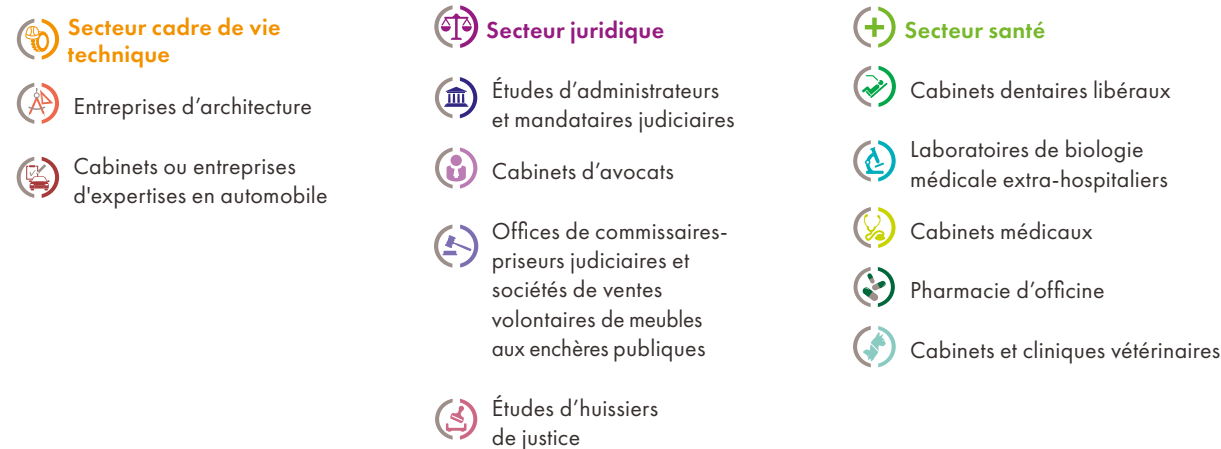 Secteur cadre de vie
technique
Entreprises d'architecture
Cabinets ou entreprises
d'expertises en automobile
Secteur juridique
Études d'administrateurs
et mandataires judiciaires
Cabinets d'avocats
Offices de commissaires-
priseurs judiciaires et
sociétés de ventes
volontaires de meubles
aux enchères publiques
Études d'huissiers
de justice
Secteur santé
Cabinets dentaires libéraux
Laboratoires de biologie
médicale extra-hospitaliers
Cabinets médicaux
Pharmacie d'officine
Cabinets et cliniques vétérinaires